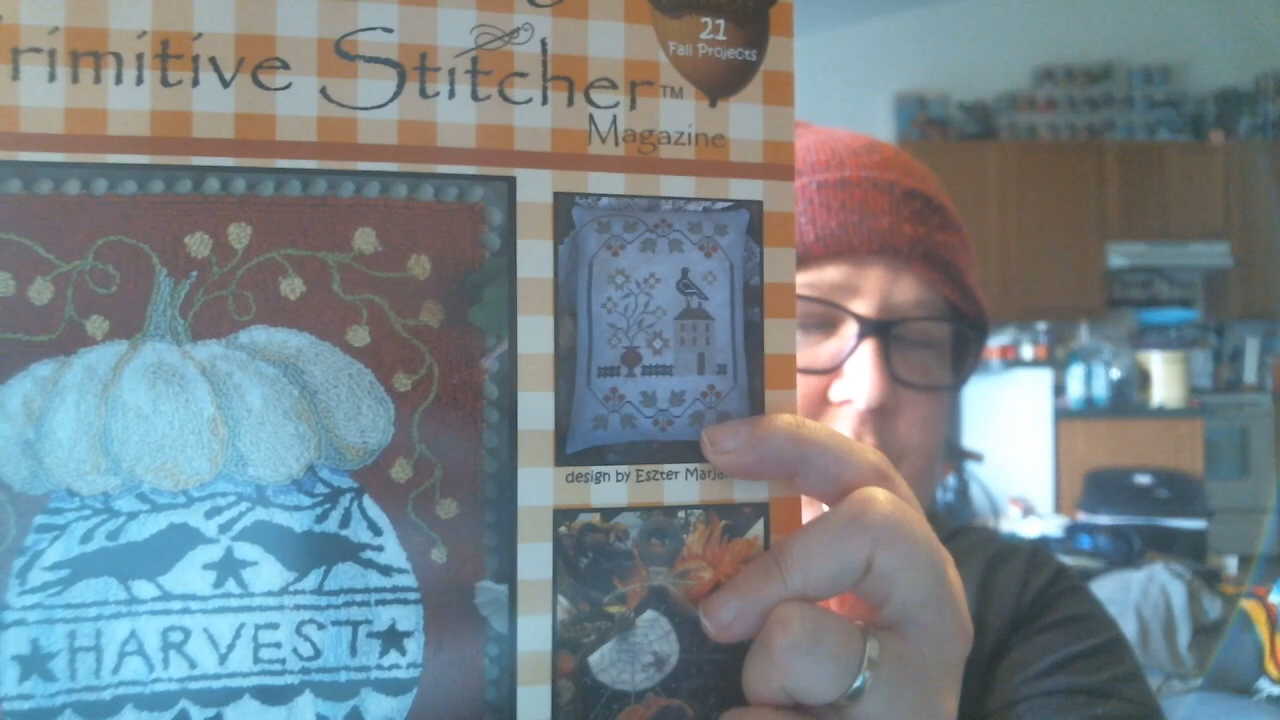 21
Fall Projects
rimitive Stitcher™
Magazine
design by Eszter
HARVEST